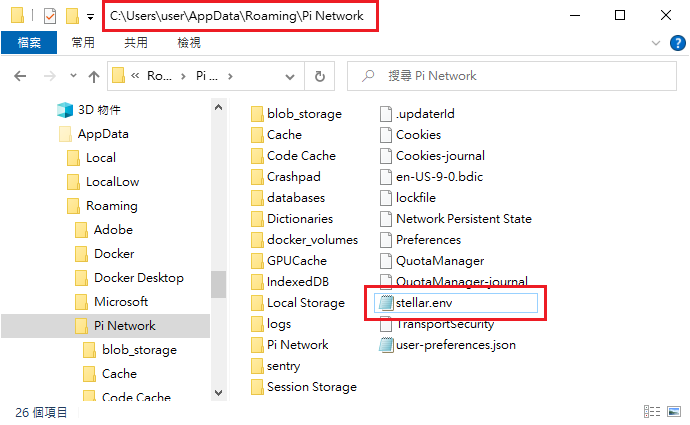 C:\Users\user\AppData\Roaming\Pi Network
檔案
常用
共用
檢視
« Ro... › Pi ... ›
搜尋 Pi Network
3D 物件
AppData
Local
LocalLow
Roaming
Adobe
Docker
Docker Desktop
Microsoft
Pi Network
blob_storage
Cache
Code Cache
blob_storage
Cache
Code Cache
Crashpad
databases
Dictionaries
docker_volumes
GPUCache
IndexedDB
Local Storage
logs
Pi Network
sentry
Session Storage
.updaterId
Cookies
Cookies-journal
en-US-9-0.bdic
lockfile
Network Persistent State
Preferences
QuotaManager
QuotaManager-journal
stellar.env
TransportSecurity
user-preferences.json
26 個項目